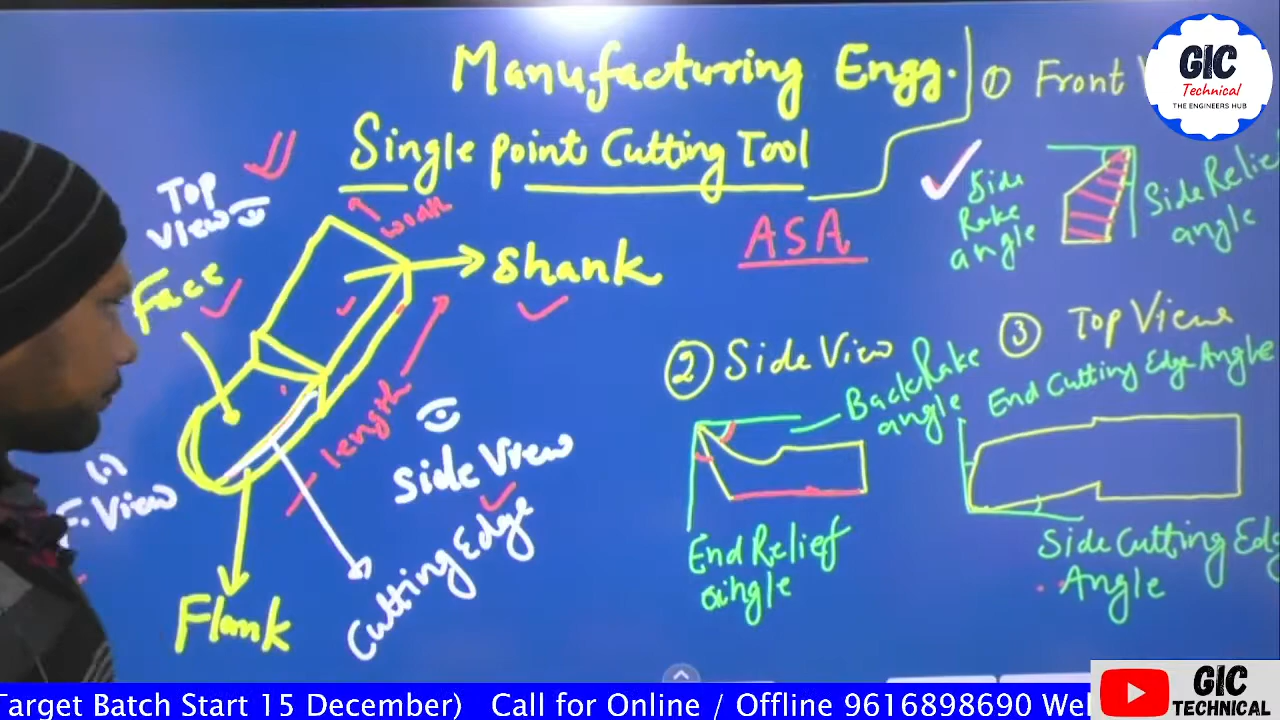 Manufacturing Engg.
Single point Cutting Tool
ASA
Top
View
Face
Shank
length
Side View
Cutting Edge
F. View
Flank
① Front
Side
Rake
angle
Side Relie
angle
② Side View
Back Rake
angle
End Relief
angle
③ Top View
End Cutting Edge Angle
Side Cutting Edg
Angle
GIC
Technical
THE ENGINEERS HUB
Target Batch Start 15 December) Call for Online / Offline 9616898690 Wel
GIC
TECHNICAL